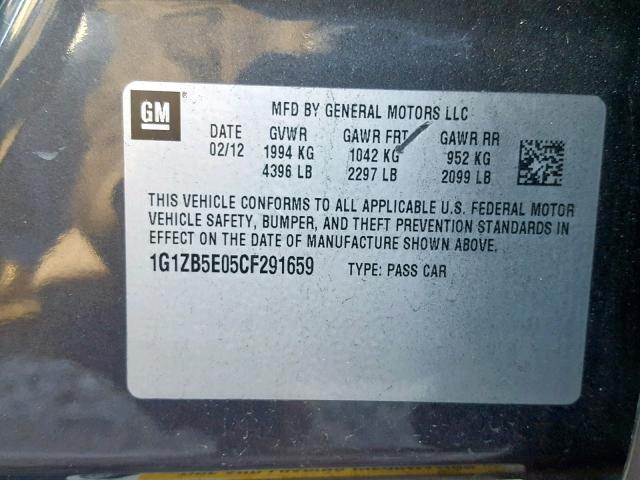 GM
MFD BY GENERAL MOTORS LLC
DATE GVWR GAWR FRT GAWR RR
02/12 1994 KG 1042 KG 952 KG
4396 LB 2297 LB 2099 LB
THIS VEHICLE CONFORMS TO ALL APPLICABLE U.S. FEDERAL MOTOR
VEHICLE SAFETY, BUMPER, AND THEFT PREVENTION STANDARDS IN
EFFECT ON THE DATE OF MANUFACTURE SHOWN ABOVE.
1G1ZB5E05CF291659 TYPE: PASS CAR